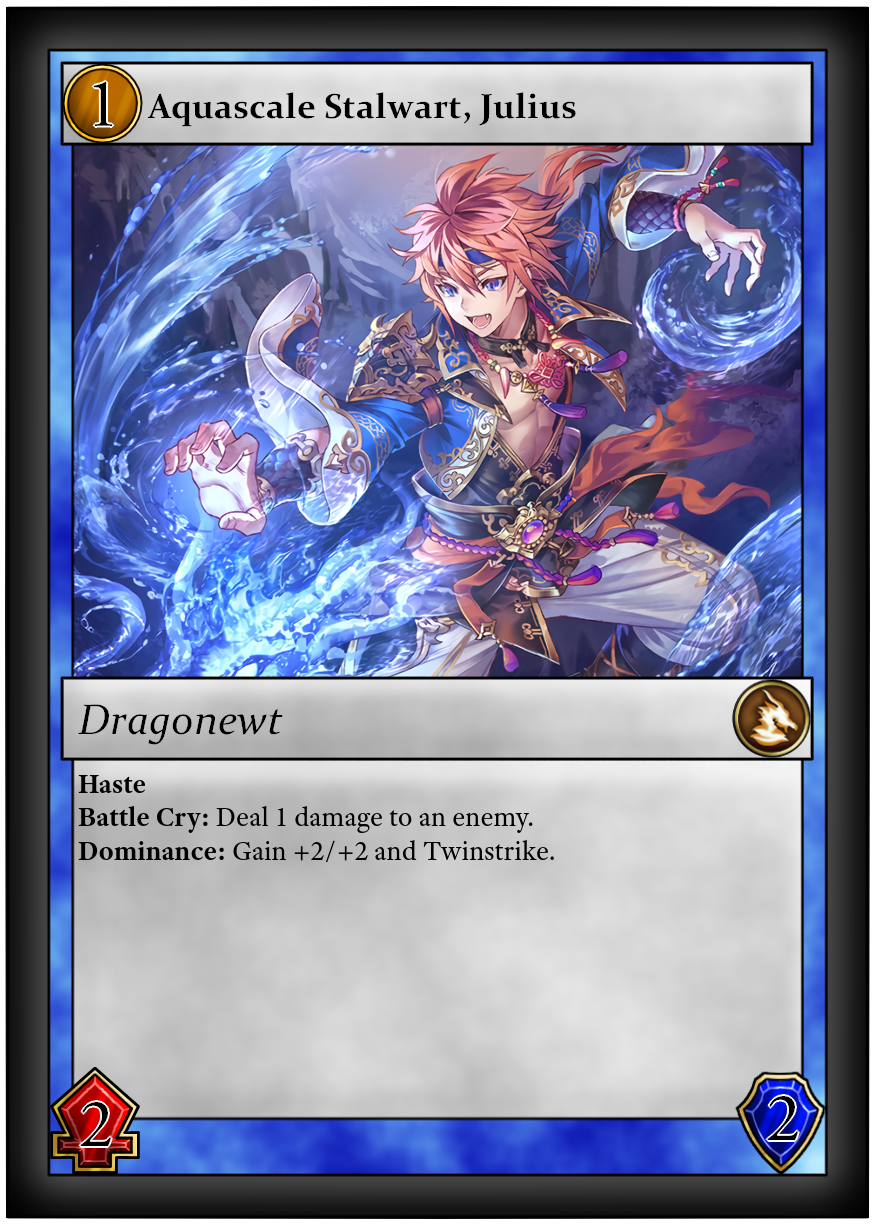 1
Aquascale Stalwart, Julius
Dragonewt
Haste
Battle Cry: Deal 1 damage to an enemy.
Dominance: Gain +2/+2 and Twinstrike.
2
2